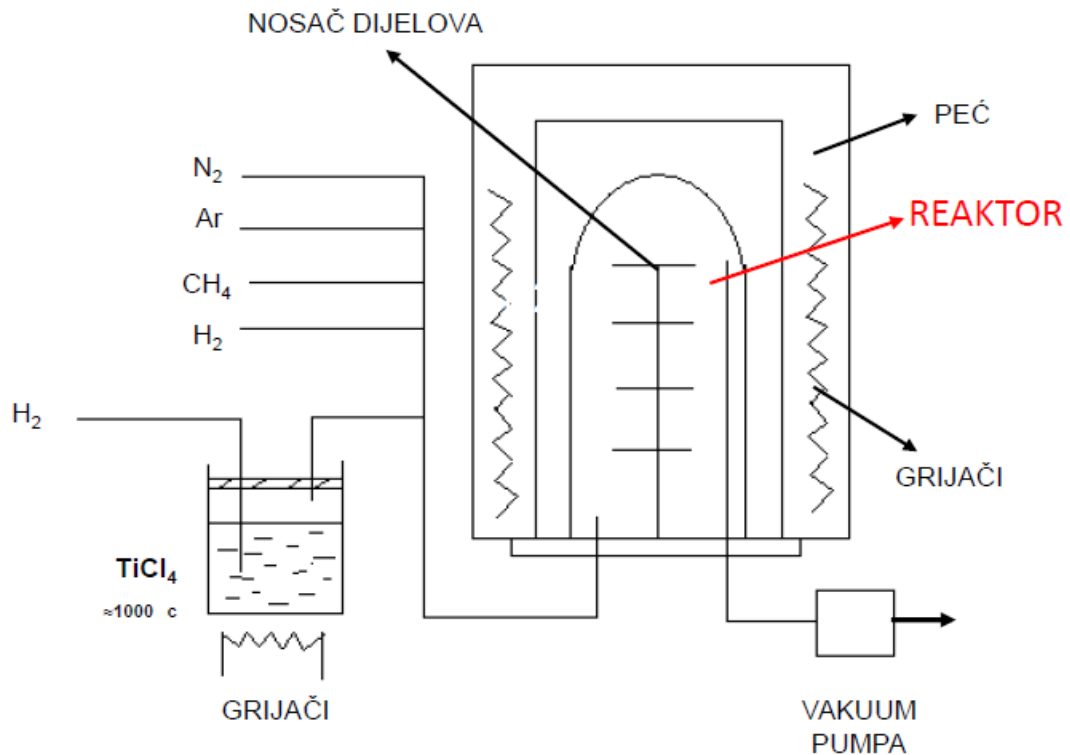 NOSAČ DIJELOVA
PEĆ
N₂
Ar
REAKTOR
CH₄
H₂
H₂
GRIJAČI
TiCl₄
≈1000 c
GRIJAČI
VAKUUM
PUMPA